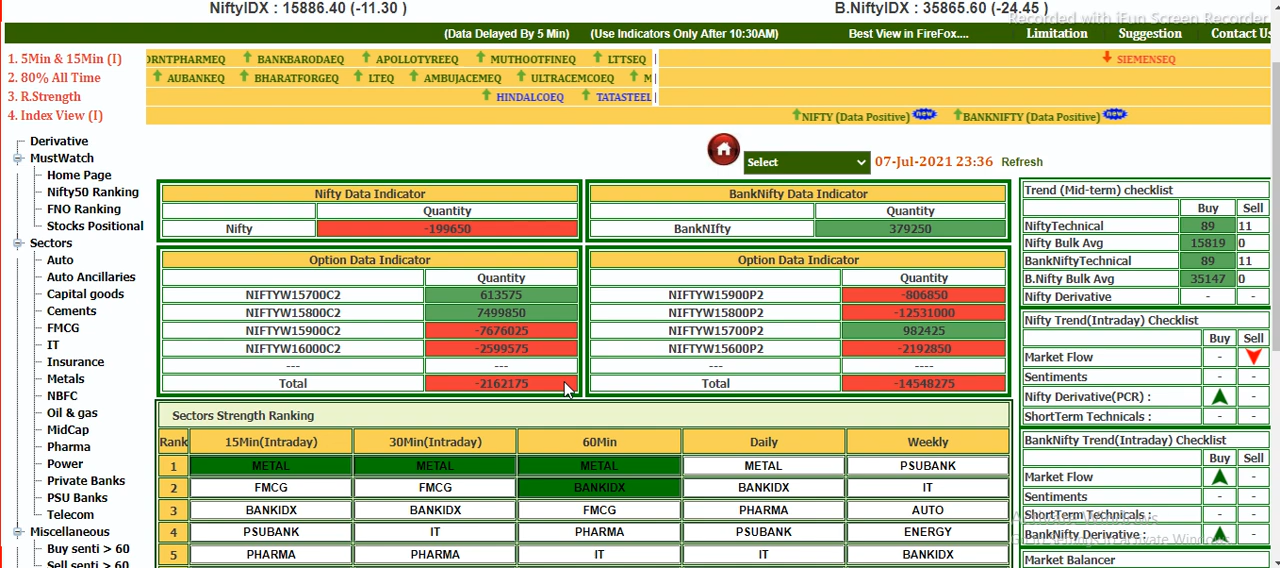 NiftyIDX : 15886.40 (-11.30 )
B.NiftyIDX : 35865.60 (-24.45 )
Recorded with iFun Screen Recorder
(Data Delayed By 5 Min) (Use Indicators Only After 10:30AM) Best View in FireFox.... Limitation Suggestion Contact Us
1. 5Min & 15Min (I) ORNTPHARMEQ BANKBARODAEQ APOLLOTYREEQ MUTHOOTFINEQ LTTSEQ SIEMENSEQ
2. 80% All Time AUBANKEQ BHARATFORGEQ LTEQ AMBUJACEMEQ ULTRACEMCOEQ M
3. R.Strength HINDALCOEQ TATASTEEL
4. Index View (I) NIFTY (Data Positive) new BANKNIFTY (Data Positive) new
Derivative
MustWatch
Home Page
Nifty50 Ranking
FNO Ranking
Stocks Positional
Sectors
Auto
Auto Ancillaries
Capital goods
Cements
FMCG
IT
Insurance
Metals
NBFC
Oil & gas
MidCap
Pharma
Power
Private Banks
PSU Banks
Telecom
Miscellaneous
Buy senti > 60
Sell senti > 60
Select 07-Jul-2021 23:36 Refresh
Nifty Data Indicator
Quantity
Nifty -199650
BankNifty Data Indicator
Quantity
BankNIfty 379250
Option Data Indicator
Quantity
NIFTYW15700C2 613575
NIFTYW15800C2 7499850
NIFTYW15900C2 -7676025
NIFTYW16000C2 -2599575
--- ---
Total -2162175
Option Data Indicator
Quantity
NIFTYW15900P2 -806850
NIFTYW15800P2 -12531000
NIFTYW15700P2 982425
NIFTYW15600P2 -2192850
--- ----
Total -14548275
Sectors Strength Ranking
Rank 15Min(Intraday) 30Min(Intraday) 60Min Daily Weekly
1 METAL METAL METAL METAL PSUBANK
2 FMCG FMCG BANKIDX BANKIDX IT
3 BANKIDX BANKIDX FMCG PHARMA AUTO
4 PSUBANK IT PHARMA PSUBANK ENERGY
5 PHARMA PHARMA IT IT BANKIDX
Trend (Mid-term) checklist
Buy Sell
NiftyTechnical 89 11
Nifty Bulk Avg 15819 0
BankNiftyTechnical 89 11
B.Nifty Bulk Avg 35147 0
Nifty Derivative - -
Nifty Trend(Intraday) Checklist
Buy Sell
Market Flow -
Sentiments - -
Nifty Derivative(PCR) : -
ShortTerm Technicals : - -
BankNifty Trend(Intraday) Checklist
Buy Sell
Market Flow -
Sentiments - -
ShortTerm Technicals : - -
BankNifty Derivative : -
Market Balancer